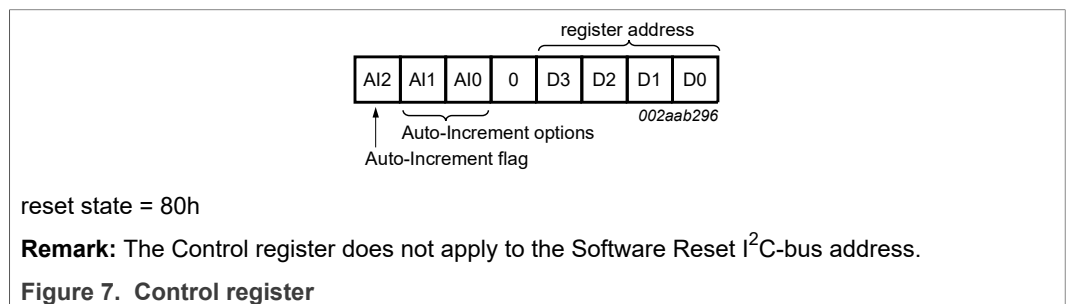 register address
AI2 AI1 AI0 0 D3 D2 D1 D0
002aab296
Auto-Increment options
Auto-Increment flag
reset state = 80h
Remark: The Control register does not apply to the Software Reset I²C-bus address.
Figure 7. Control register